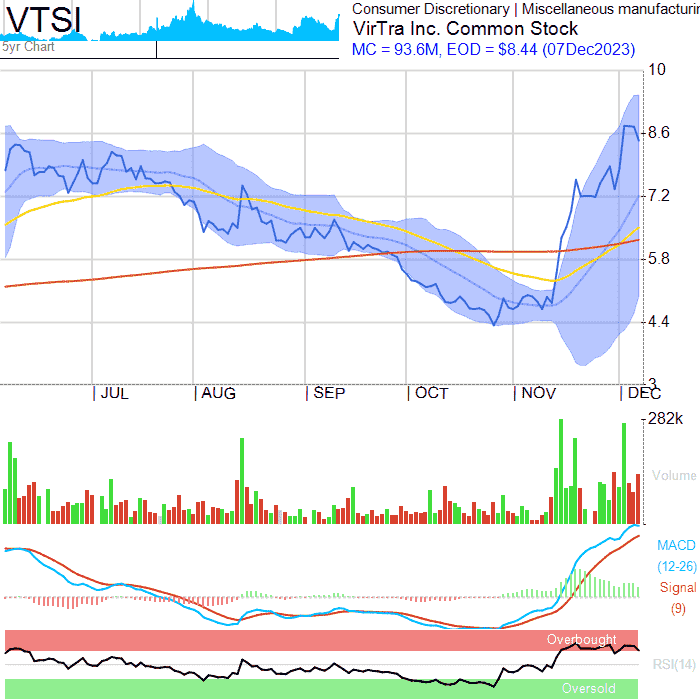 VTSI
5yr Chart
Consumer Discretionary | Miscellaneous manufacturin
VirTra Inc. Common Stock
MC = 93.6M, EOD = $8.44 (07Dec2023)
10
8.6
7.2
5.8
4.4
3
JUL AUG SEP OCT NOV DEC
282k
Volume
MACD
(12-26)
Signal
(9)
Overbought
RSI(14)
Oversold